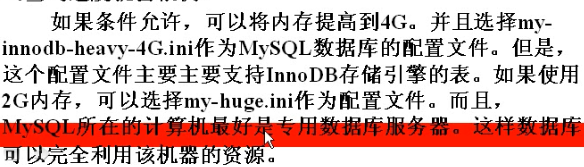 如果条件允许，可以将内存提高到4G。并且选择my-
innodb-heavy-4G.ini作为MySQL数据库的配置文件。但是，
这个配置文件主要主要支持InnoDB存储引擎的表。如果使用
2G内存，可以选择my-huge.ini作为配置文件。而且，
MySQL所在的计算机最好是专用数据库服务器。这样数据库
可以完全利用该机器的资源。